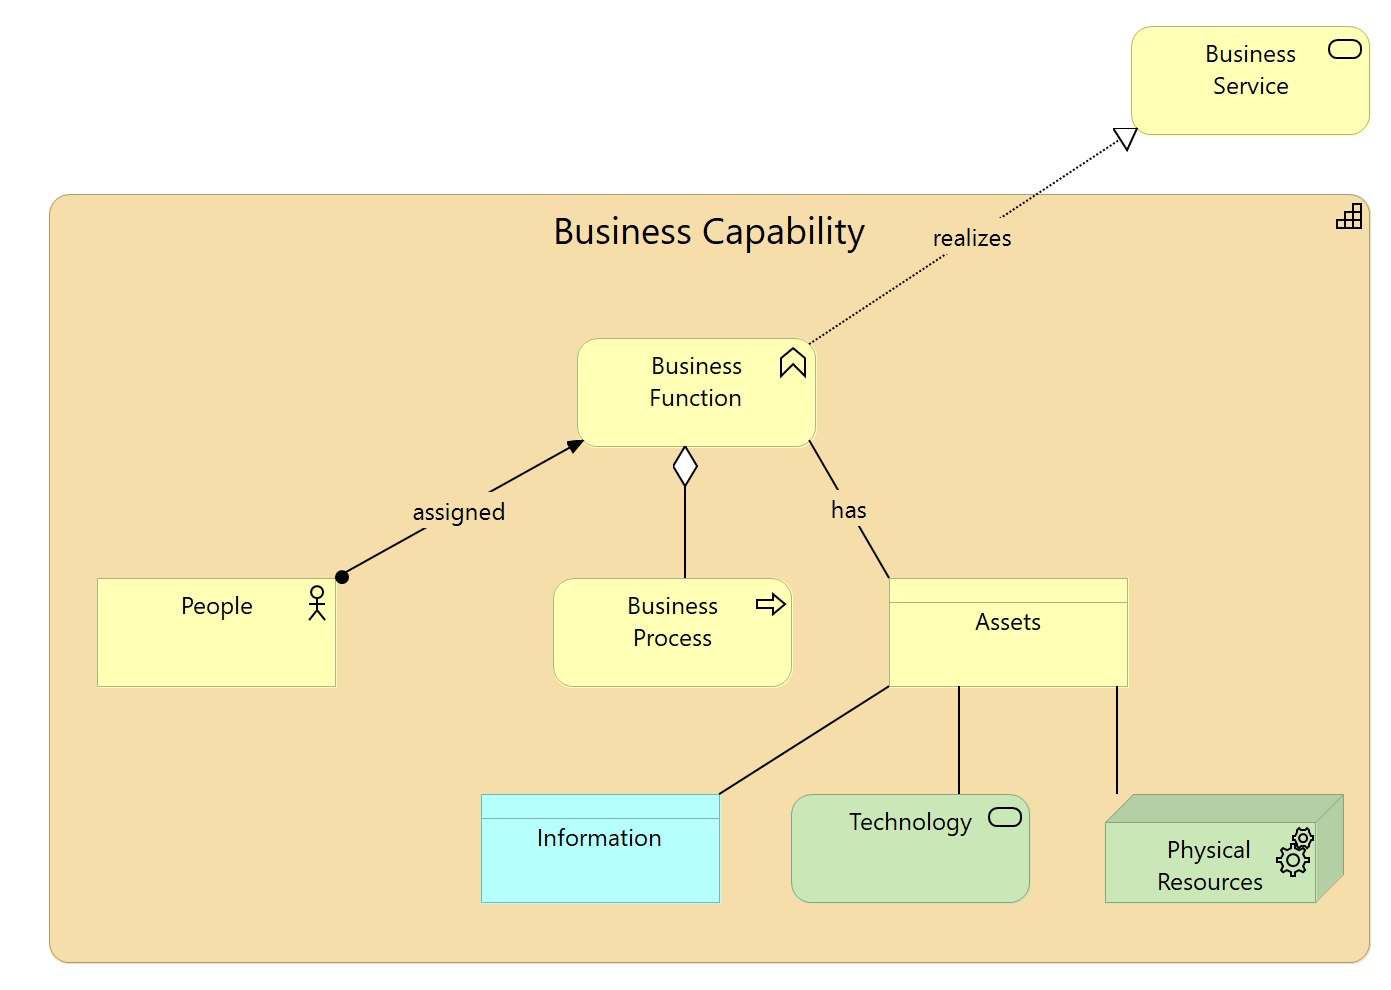 Business
Service
Business Capability
realizes
Business
Function
assigned
has
People
Business
Process
Assets
Information
Technology
Physical
Resources